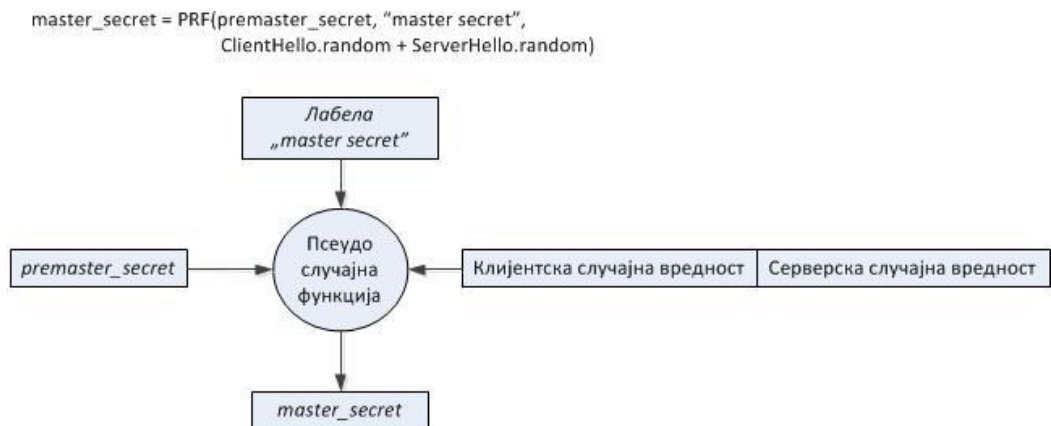 master_secret = PRF(premaster_secret, “master secret”,
ClientHello.random + ServerHello.random)
Лабела
„master secret”
Псеудо
случајна
функција
premaster_secret
Клијентска случајна вредност
Серверска случајна вредност
master_secret